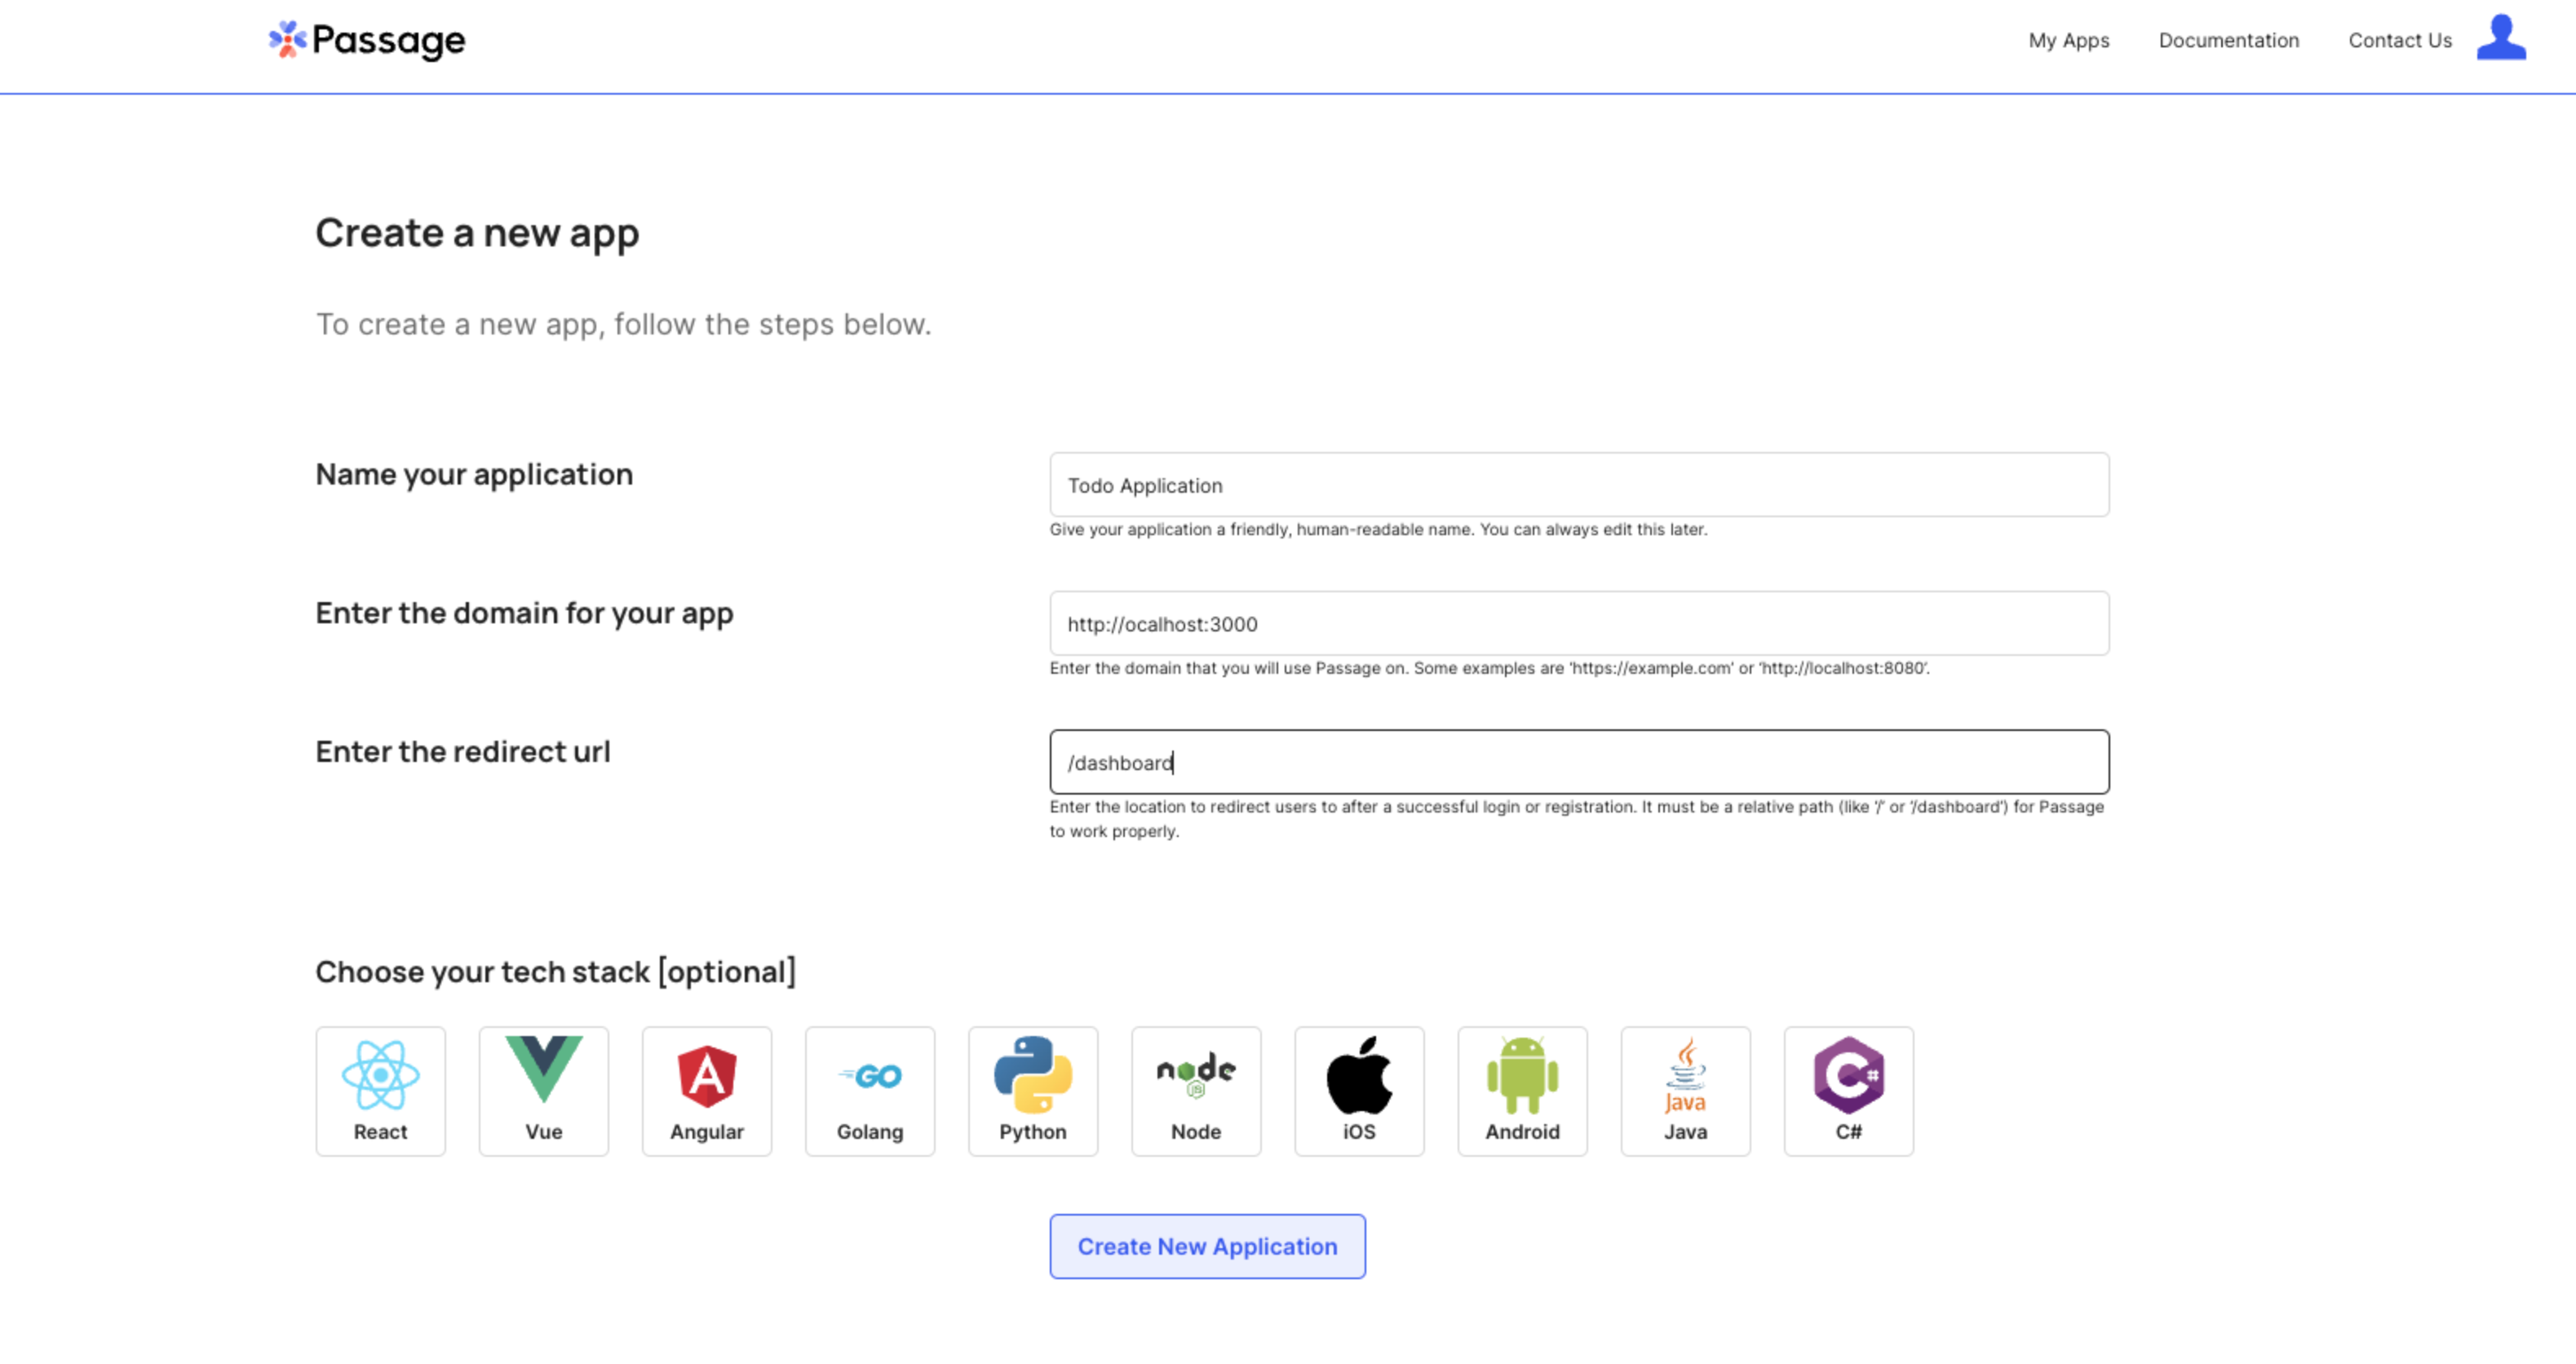 Passage
My Apps Documentation Contact Us
Create a new app
To create a new app, follow the steps below.
Name your application
Todo Application
Give your application a friendly, human-readable name. You can always edit this later.
Enter the domain for your app
http://ocalhost:3000
Enter the domain that you will use Passage on. Some examples are 'https://example.com' or 'http://localhost:8080'.
Enter the redirect url
/dashboard
Enter the location to redirect users to after a successful login or registration. It must be a relative path (like '/' or '/dashboard') for Passage
to work properly.
Choose your tech stack [optional]
GO
node
JS
Java
C#
React Vue Angular Golang Python Node iOS Android Java C#
Create New Application